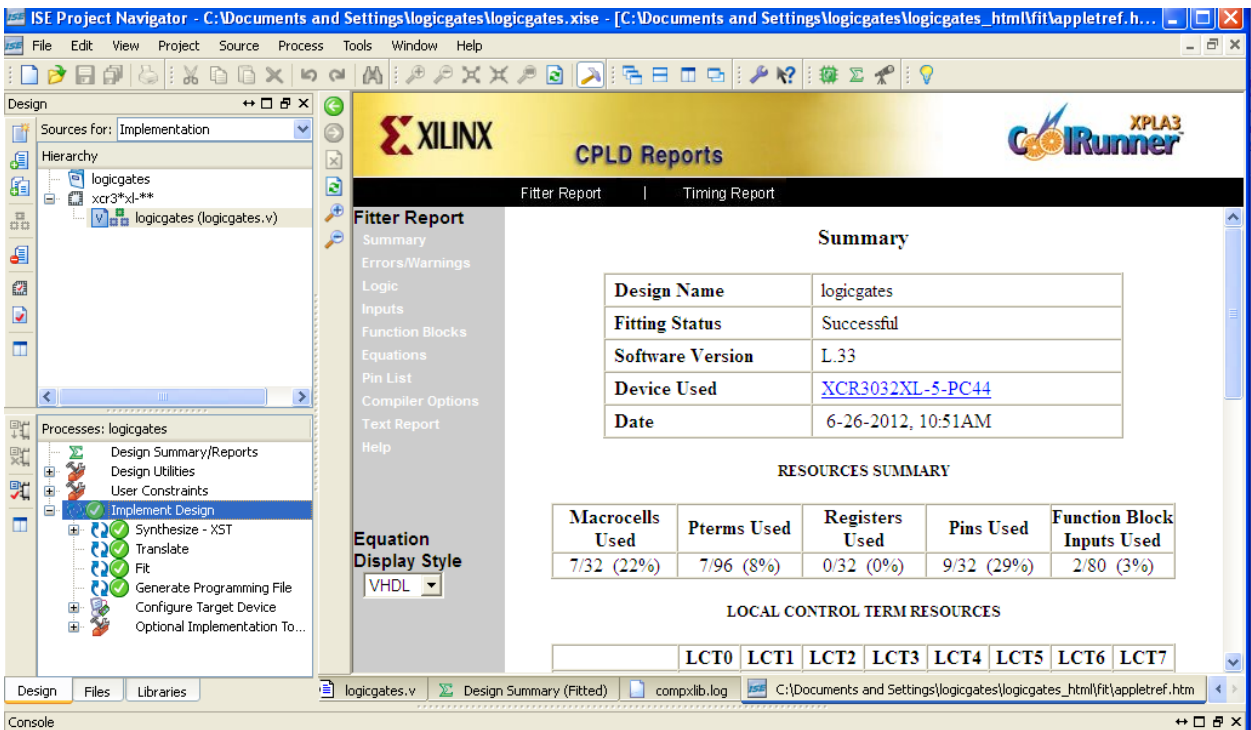 ISE Project Navigator - C:\Documents and Settings\logicgates\logicgates.xise - [C:\Documents and Settings\logicgates\logicgates_html\fit\appletref.h...
File Edit View Project Source Process Tools Window Help
Design
Sources for: Implementation
Hierarchy
logicgates
xcr3*xl-**
logicgates (logicgates.v)
Processes: logicgates
Design Summary/Reports
Design Utilities
User Constraints
Implement Design
Synthesize - XST
Translate
Fit
Generate Programming File
Configure Target Device
Optional Implementation To...
Design Files Libraries
XILINX
CPLD Reports
XPLA3
CoolRunner
Fitter Report | Timing Report
Fitter Report
Summary
Errors/Warnings
Logic
Inputs
Function Blocks
Equations
Pin List
Compiler Options
Text Report
Help
Equation
Display Style
VHDL
Summary
Design Name logicgates
Fitting Status Successful
Software Version L.33
Device Used XCR3032XL-5-PC44
Date 6-26-2012, 10:51AM
RESOURCES SUMMARY
Macrocells Used Pterms Used Registers Used Pins Used Function Block Inputs Used
7/32 (22%) 7/96 (8%) 0/32 (0%) 9/32 (29%) 2/80 (3%)
LOCAL CONTROL TERM RESOURCES
LCT0 LCT1 LCT2 LCT3 LCT4 LCT5 LCT6 LCT7
logicgates.v Design Summary (Fitted) compxlib.log C:\Documents and Settings\logicgates\logicgates_html\fit\appletref.htm
Console